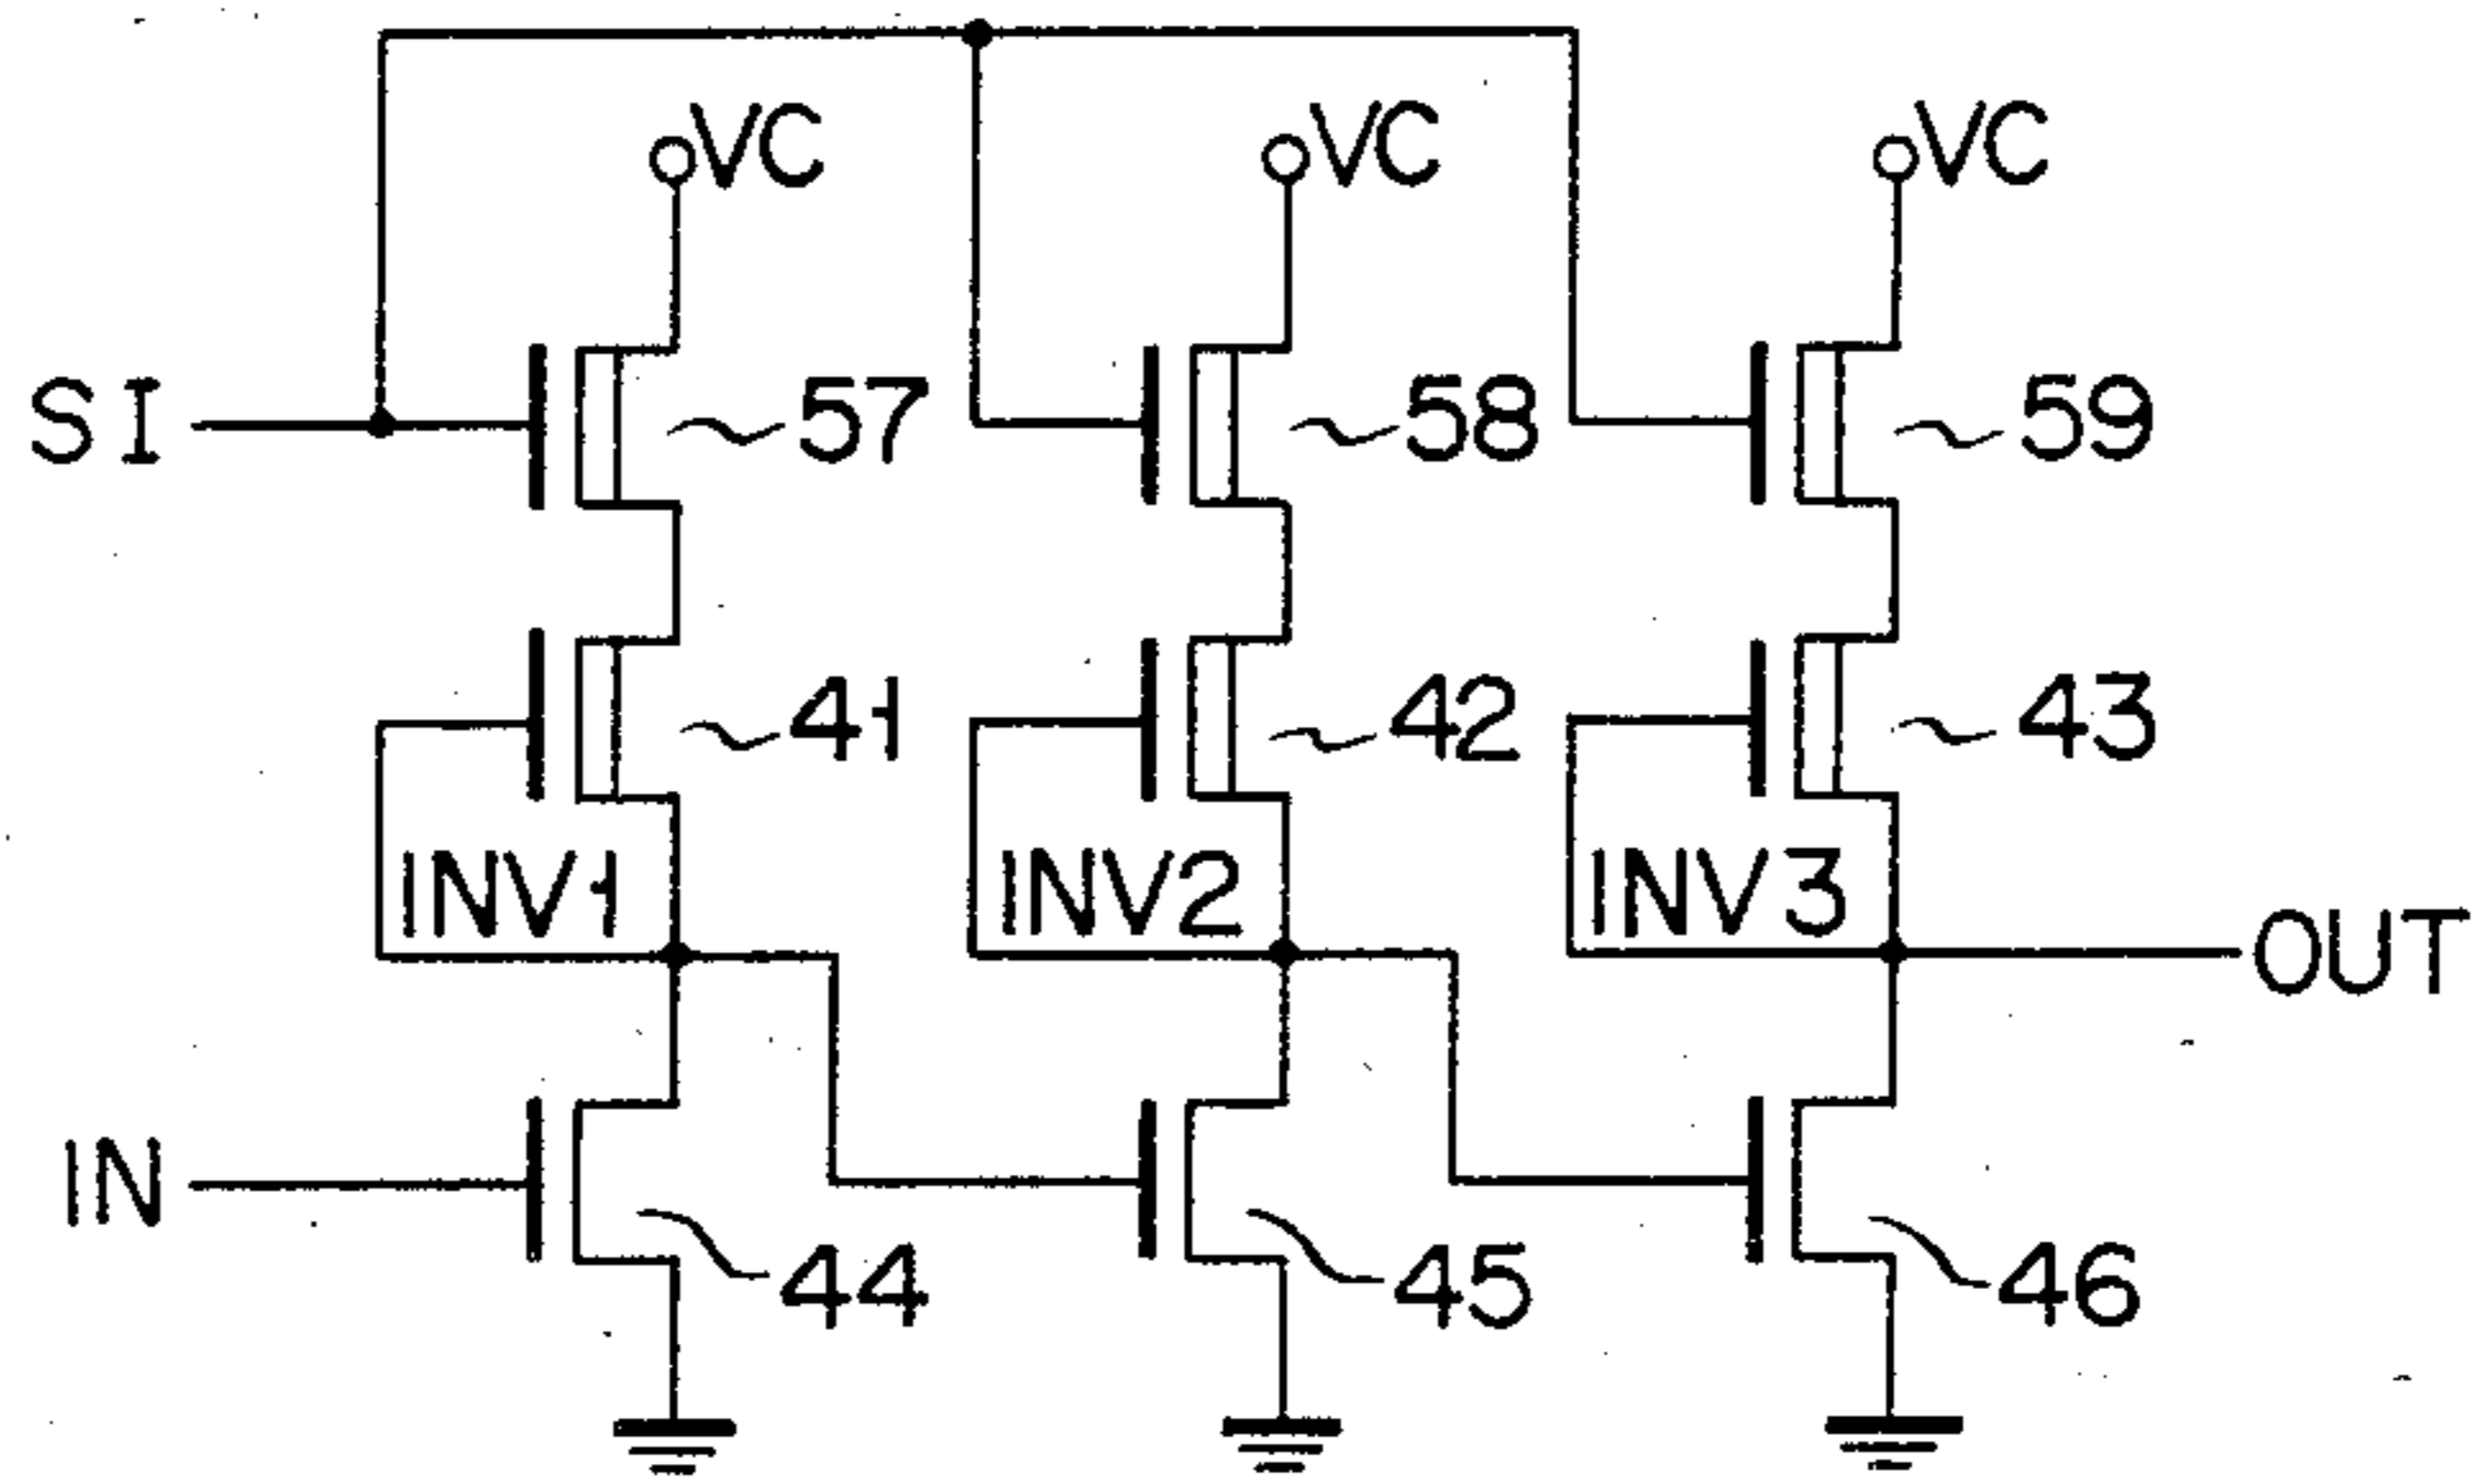 VC VC VC
SI 57 58 59
41 42 43
INV1 INV2 INV3
OUT
IN 44 45 46